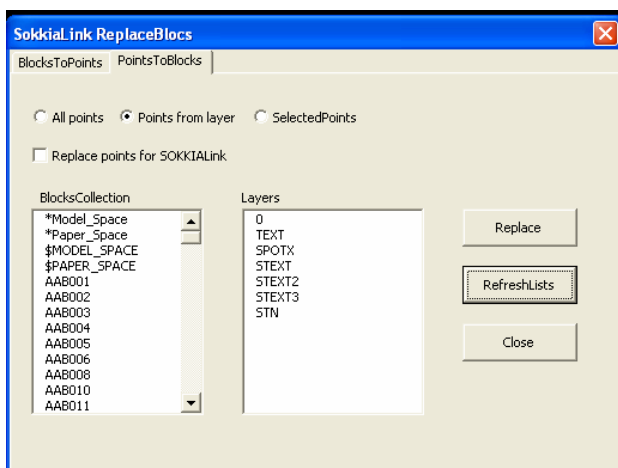 SokkiaLink ReplaceBlocs
BlocksToPoints PointsToBlocks
All points Points from layer SelectedPoints
Replace points for SOKKIALink
BlocksCollection
*Model_Space
*Paper_Space
$MODEL_SPACE
$PAPER_SPACE
AAB001
AAB002
AAB003
AAB004
AAB005
AAB006
AAB008
AAB010
AAB011
Layers
0
TEXT
SPOTX
STEXT
STEXT2
STEXT3
STN
Replace
RefreshLists
Close